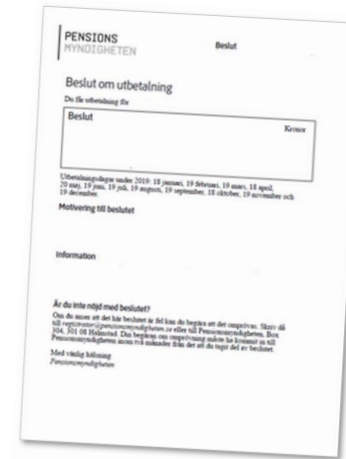 PENSIONS
MYNDIGHETEN
Beslut
Beslut om utbetalning
Du får utbetalning för
Beslut
Kronor
Utbetalningsdagar under 2019: 18 januari, 19 februari, 19 mars, 18 april,
20 maj, 19 juni, 19 juli, 19 augusti, 19 september, 18 oktober, 19 november och
19 december.
Motivering till beslutet
Information
Är du inte nöjd med beslutet?
Om du anser att det här beslutet är fel kan du begära att det omprövas. Skriv då
till registrator@pensionsmyndigheten.se eller till Pensionsmyndigheten, Box
304, 301 08 Halmstad. Din begäran om omprövning måste ha kommit in till
Pensionsmyndigheten inom två månader från det att du tagit del av beslutet.
Med vänlig hälsning
Pensionsmyndigheten